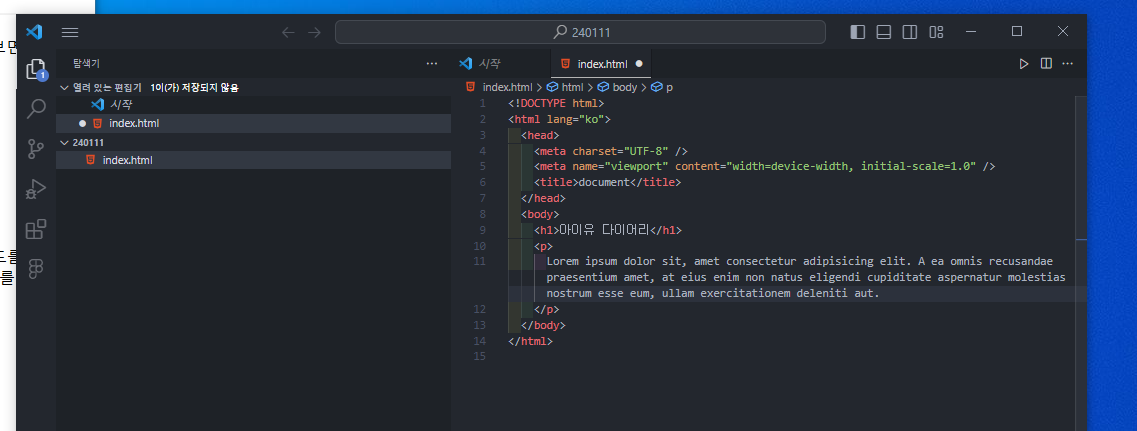 240111
탐색기
열려 있는 편집기 1이(가) 저장되지 않음
시작
index.html
240111
index.html
시작
index.html
index.html > html > body > p
1 <!DOCTYPE html>
2 <html lang="ko">
3 <head>
4 <meta charset="UTF-8" />
5 <meta name="viewport" content="width=device-width, initial-scale=1.0" />
6 <title>document</title>
7 </head>
8 <body>
9 <h1>아이유 다이어리</h1>
10 <p>
11 Lorem ipsum dolor sit, amet consectetur adipisicing elit. A ea omnis recusandae
praesentium amet, at eius enim non natus eligendi cupiditate aspernatur molestias
nostrum esse eum, ullam exercitationem deleniti aut.
12 </p>
13 </body>
14 </html>
15
1